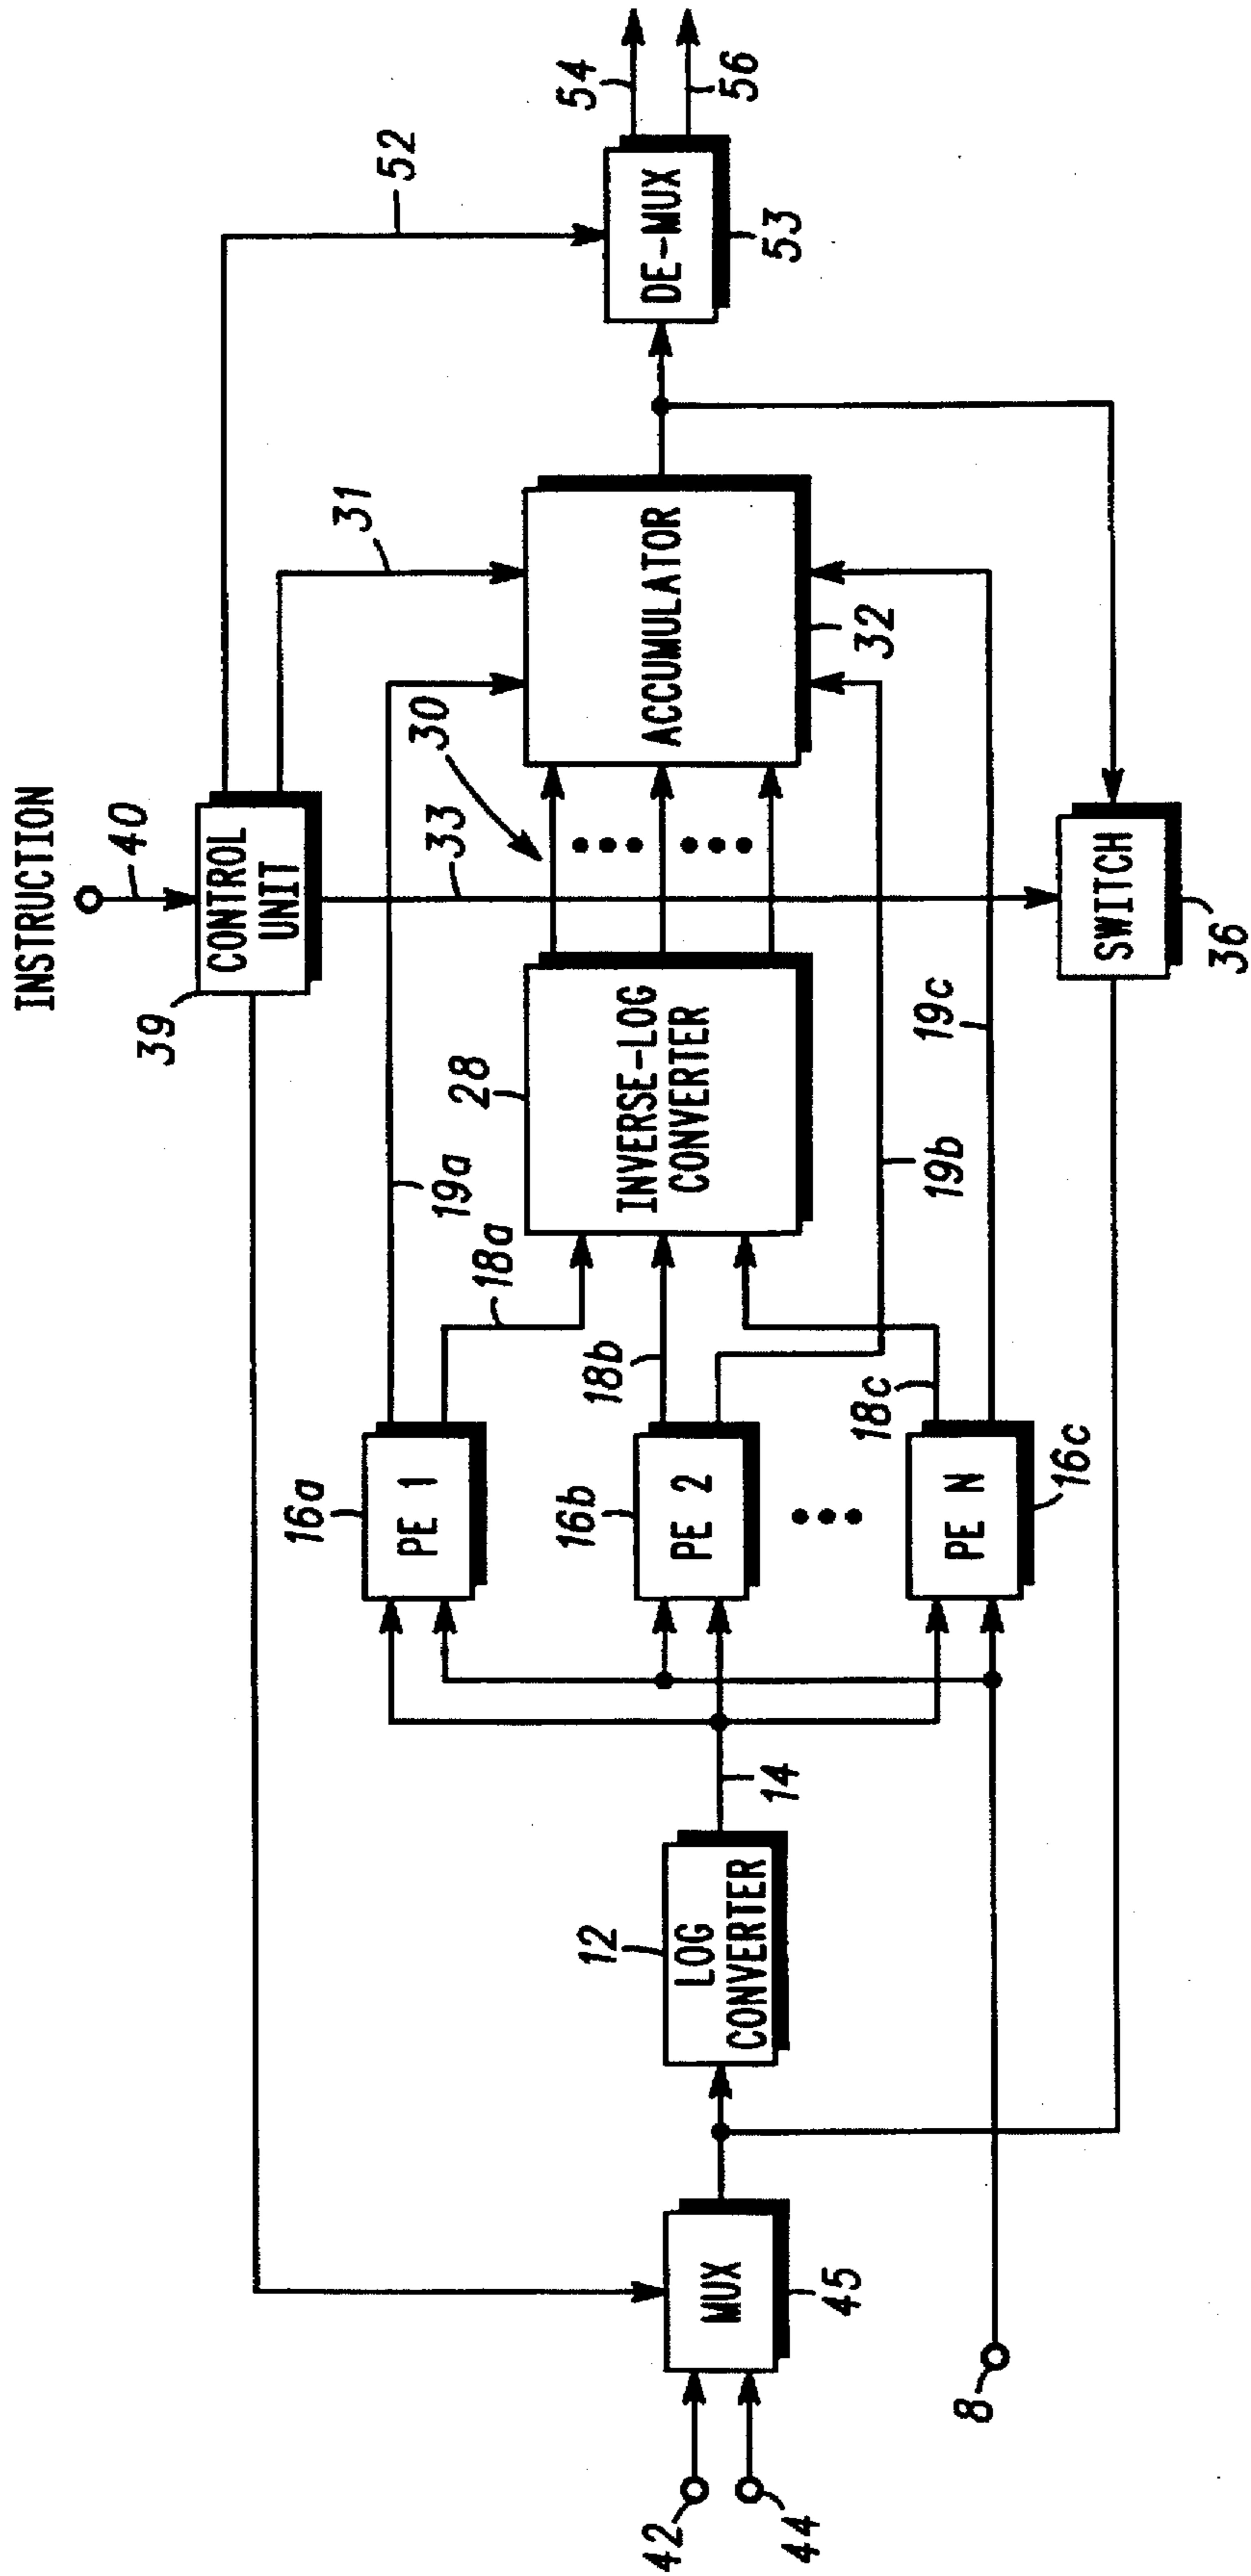 INSTRUCTION
40
39
CONTROL
UNIT
52
31
33
30
19a
18a
16a
PE 1
28
INVERSE-LOG
CONVERTER
ACCUMULATOR
32
54
56
DE-MUX
53
18b
16b
PE 2
19b
18c
19c
PE N
16c
12
LOG
CONVERTER
14
42
44
MUX
45
8
SWITCH
36